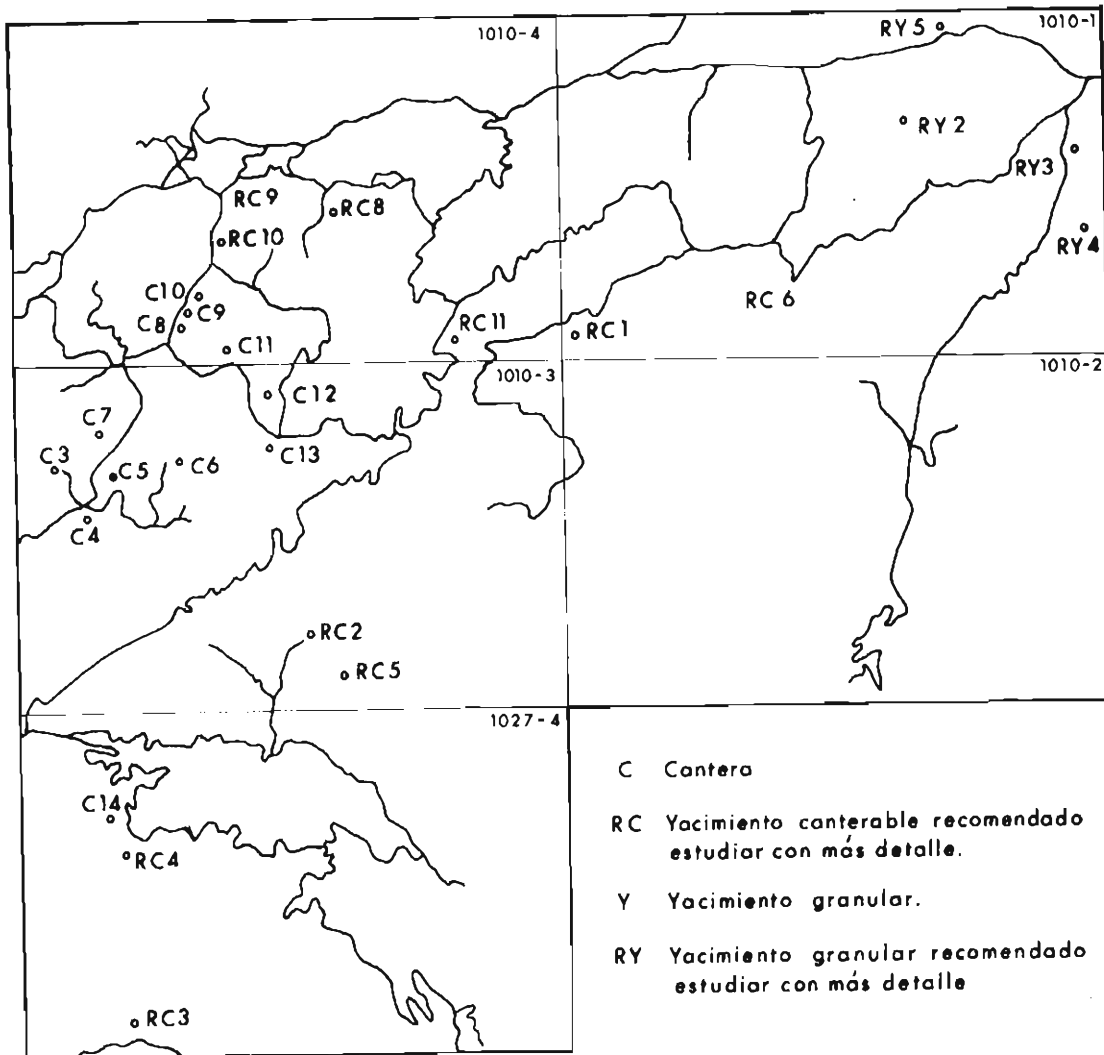 1010-4
RY5
1010-1
RY2
RY3
RC9
RC8
RC10
RY4
C10
C9
C8
RC6
C11
RC11
RC1
1010-3
1010-2
C12
C7
C13
C3
C5
C6
C4
RC2
RC5
1027-4
C Cantera
C14
RC Yacimiento canterable recomendado
estudiar con más detalle.
RC4
Y Yacimiento granular.
RY Yacimiento granular recomendado
estudiar con más detalle
RC3